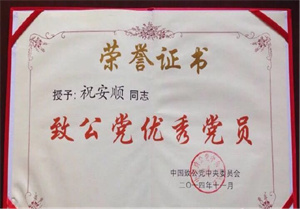 荣誉证书
授予:祝安顺同志
致公党优秀党员
中国致公党中央委员会
二〇一四年十一月